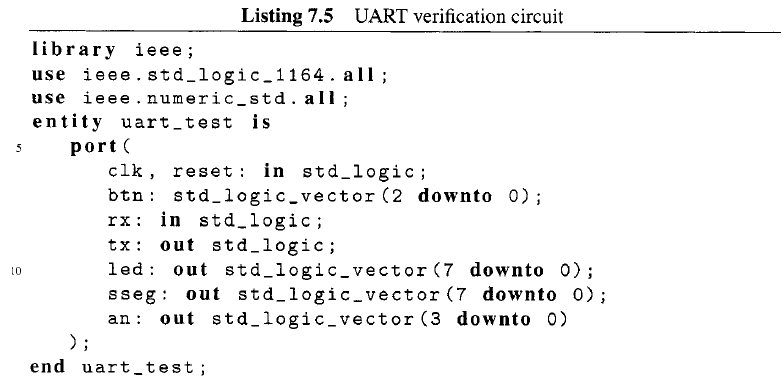 Listing 7.5 UART verification circuit
library ieee;
use ieee.std_logic_1164.all;
use ieee.numeric_std.all;
entity uart_test is
5 port(
clk, reset: in std_logic;
btn: std_logic_vector(2 downto 0);
rx: in std_logic;
tx: out std_logic;
10 led: out std_logic_vector(7 downto 0);
sseg: out std_logic_vector(7 downto 0);
an: out std_logic_vector(3 downto 0)
);
end uart_test;